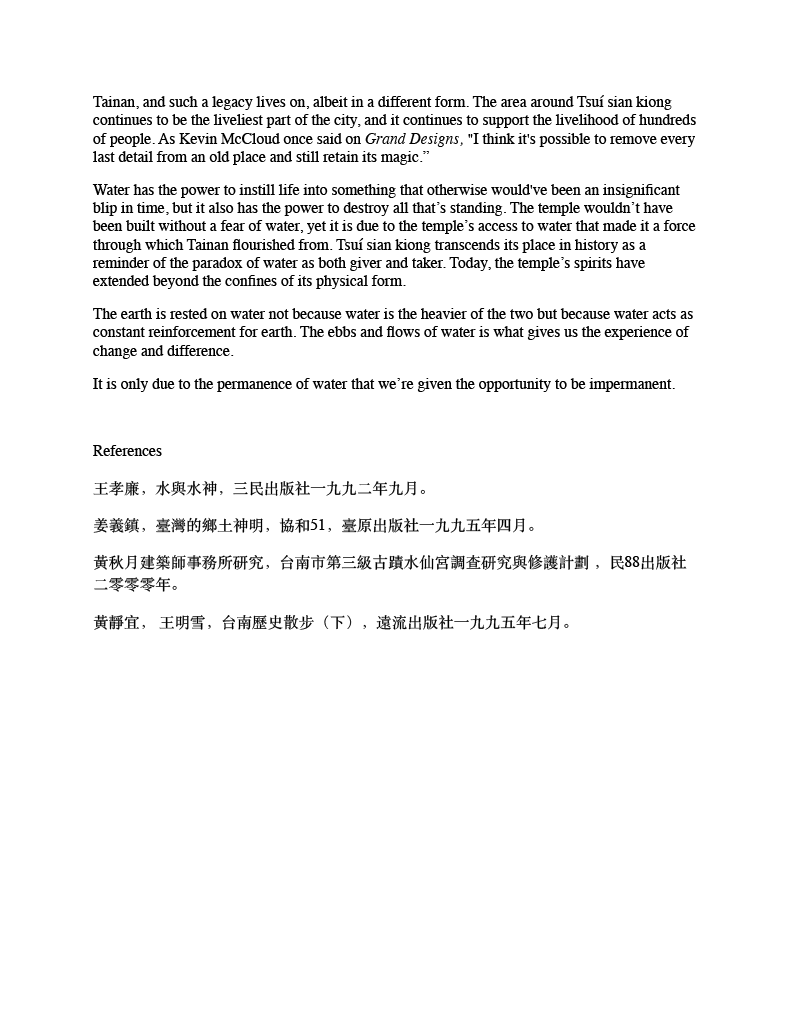 Tainan, and such a legacy lives on, albeit in a different form. The area around Tsuí sian kiong
continues to be the liveliest part of the city, and it continues to support the livelihood of hundreds
of people. As Kevin McCloud once said on Grand Designs, "I think it's possible to remove every
last detail from an old place and still retain its magic.”
Water has the power to instill life into something that otherwise would've been an insignificant
blip in time, but it also has the power to destroy all that’s standing. The temple wouldn’t have
been built without a fear of water, yet it is due to the temple’s access to water that made it a force
through which Tainan flourished from. Tsuí sian kiong transcends its place in history as a
reminder of the paradox of water as both giver and taker. Today, the temple’s spirits have
extended beyond the confines of its physical form.
The earth is rested on water not because water is the heavier of the two but because water acts as
constant reinforcement for earth. The ebbs and flows of water is what gives us the experience of
change and difference.
It is only due to the permanence of water that we’re given the opportunity to be impermanent.
References
王孝廉，水與水神，三民出版社一九九二年九月。
姜義鎮，臺灣的鄉土神明，協和51，臺原出版社一九九五年四月。
黃秋月建築師事務所研究，台南市第三級古蹟水仙宮調查研究與修護計劃 ，民88出版社
二零零零年。
黃靜宜， 王明雪，台南歷史散步（下），遠流出版社一九九五年七月。